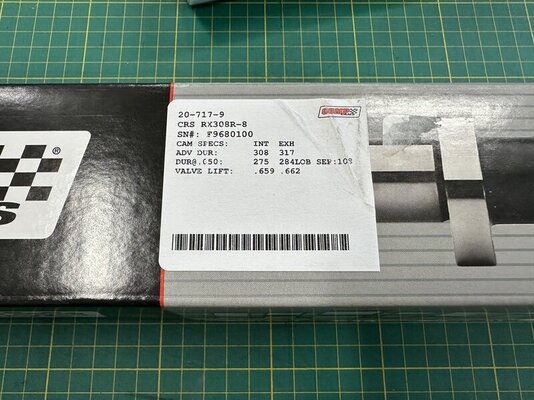 20-717-9
CRS RX308R-8
SN#: F9680100
CAM SPECS: INT EXH
ADV DUR: 308 317
DUR@.050: 275 284LOB SEP:108
VALVE LIFT: .659 .662
COMP
S
®